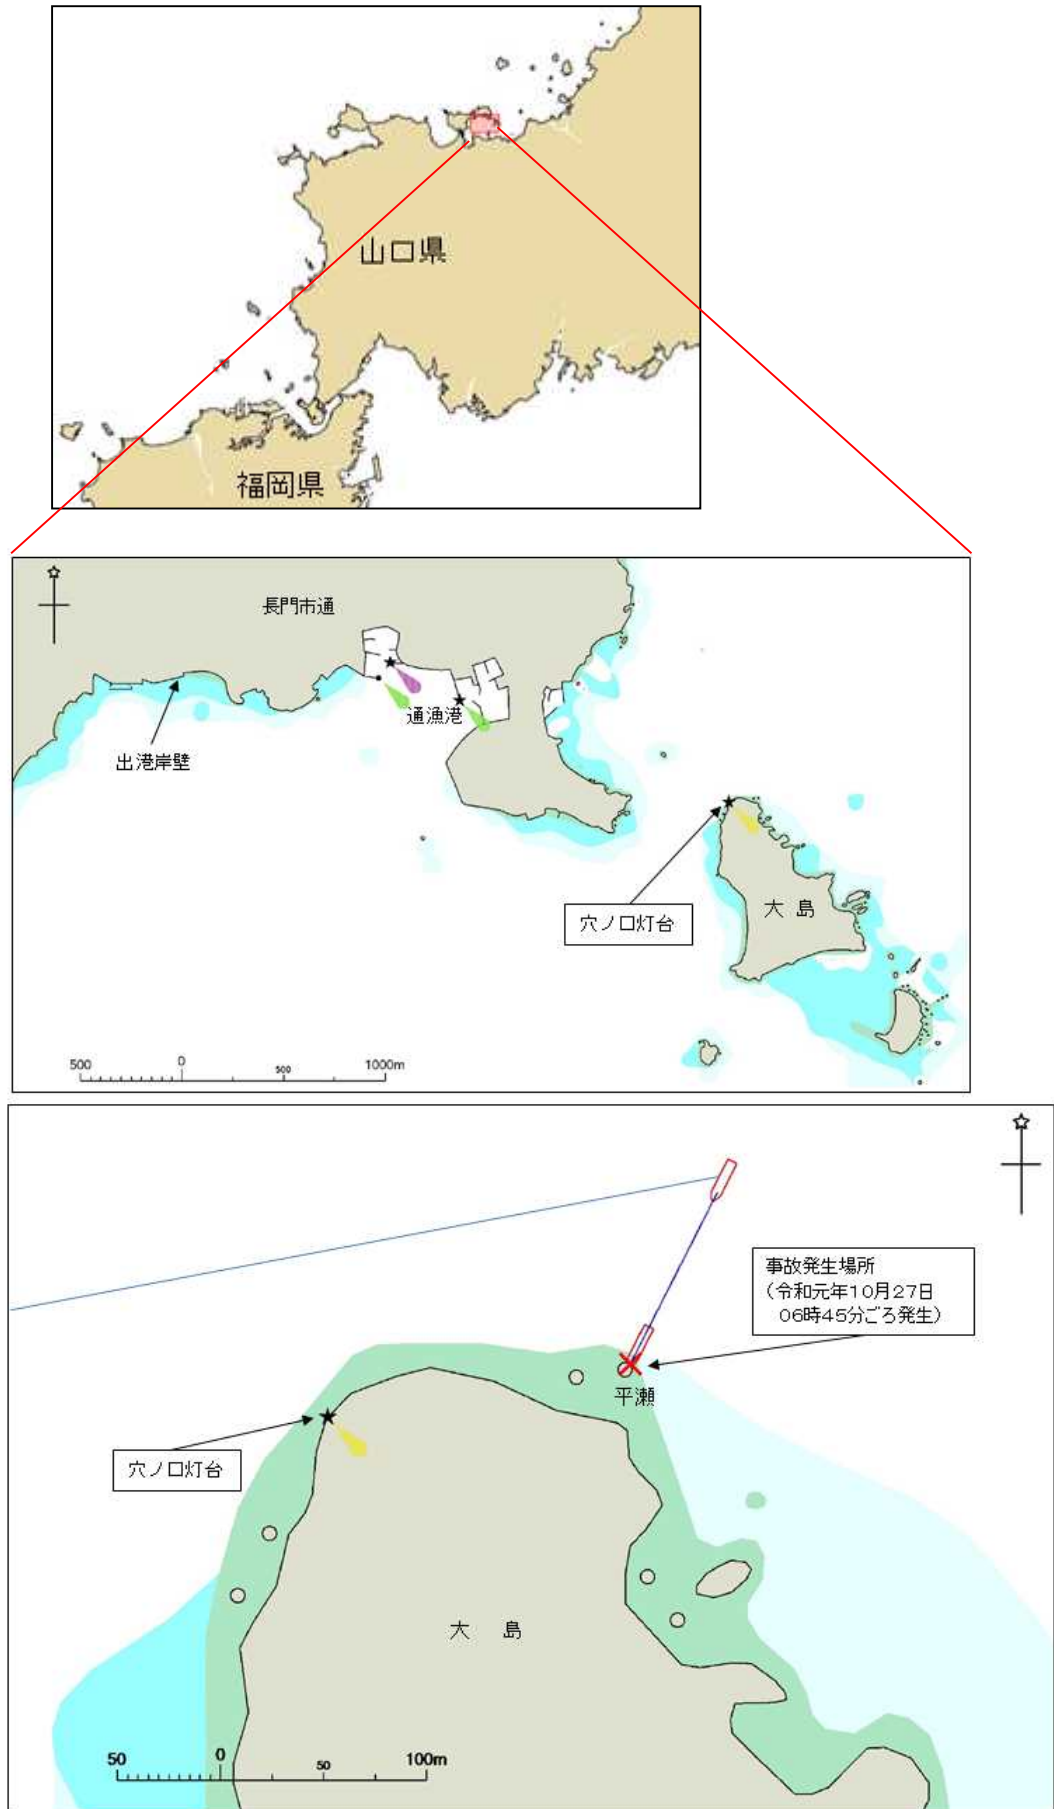 山口県
福岡県
長門市通
通漁港
出港岸壁
穴ノ口灯台
大 島
500 0 500 1000m
事故発生場所
(令和元年10月27日
06時45分ごろ発生)
平瀬
穴ノ口灯台
大 島
50 0 50 100m